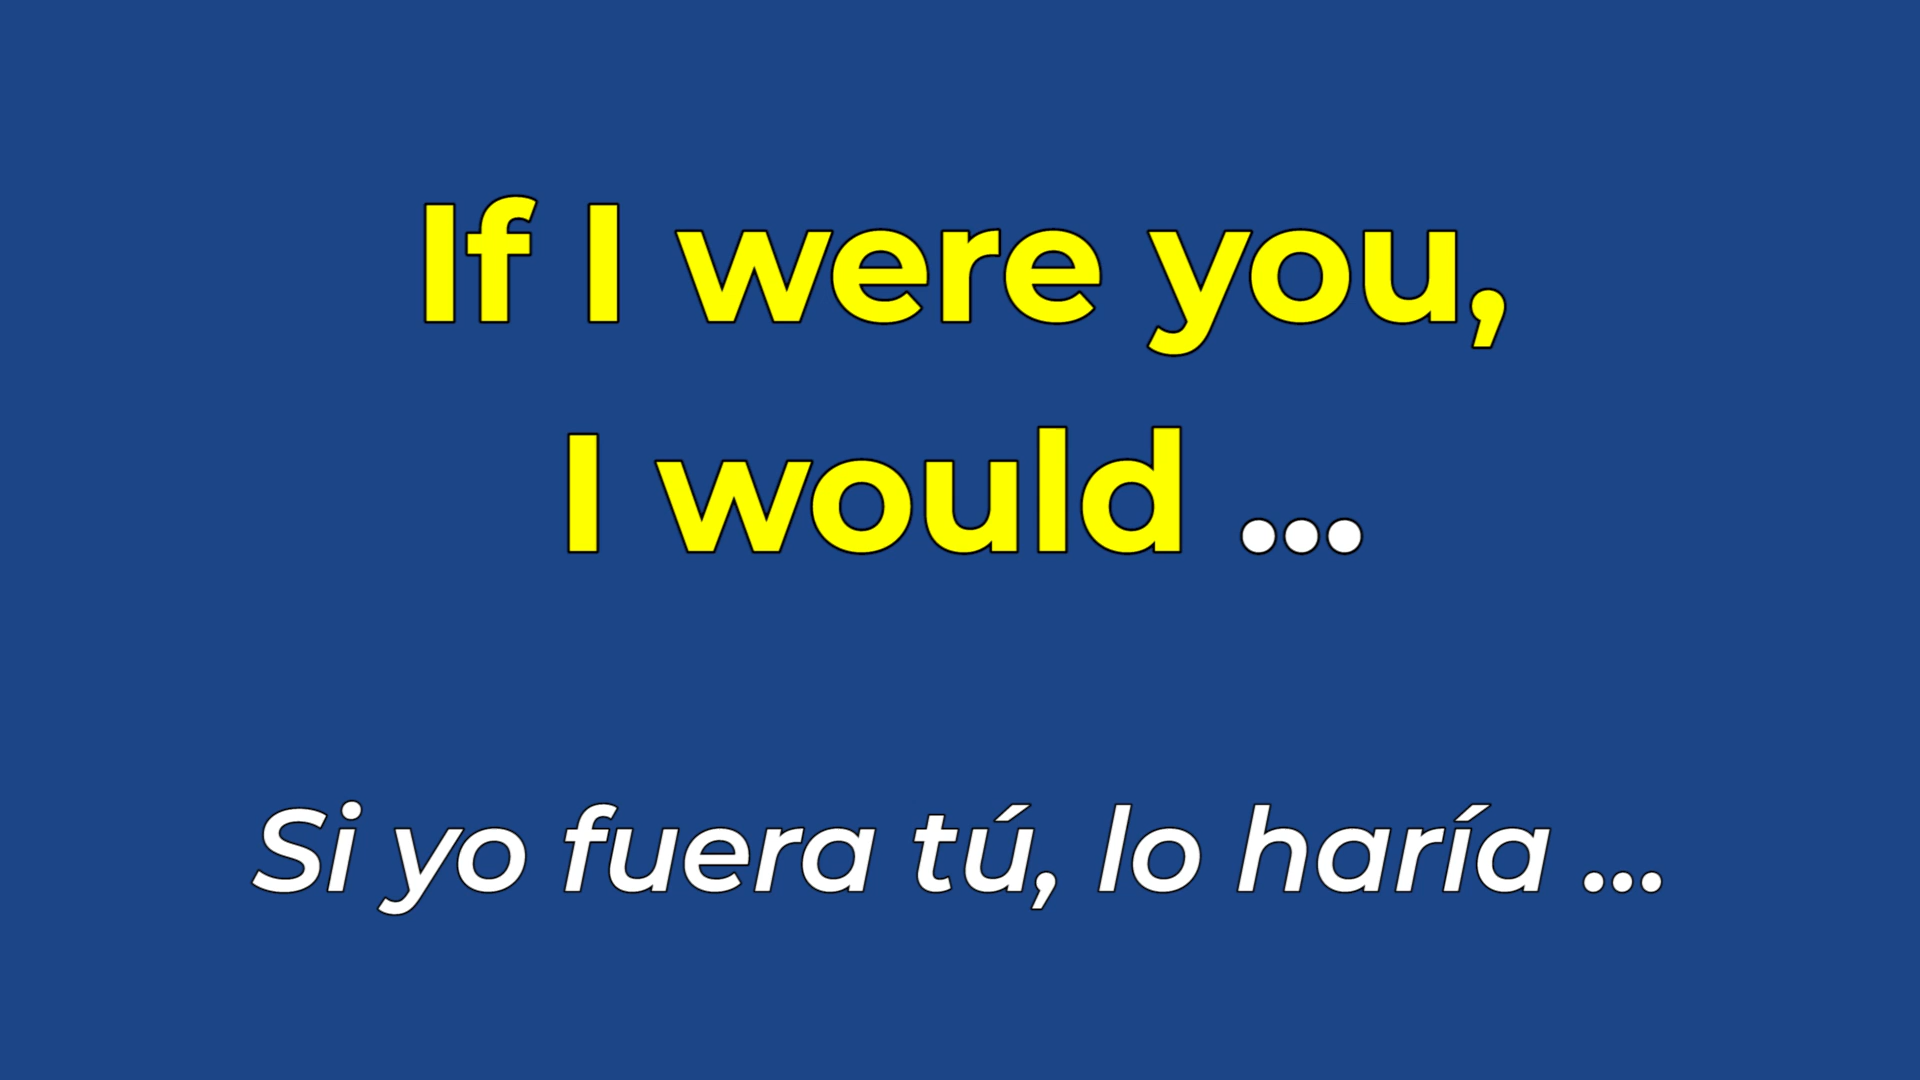 If I were you,
I would ...
Si yo fuera tú, lo haría ...